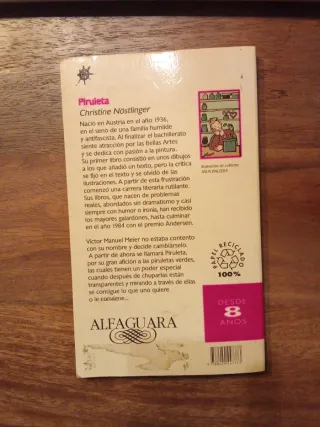 Piruleta
Christine Nöstlinger
Nació en Austria en el año 1936,
en el seno de una familia humilde
y antifascista. Al finalizar el bachillerato
siente atracción por las Bellas Artes
y se dedica con pasión a la pintura.
Su primer libro consistió en unos dibujos
a los que añadió un texto, pero la crítica
se fijó en el texto y se olvidó de las
ilustraciones. A partir de esta frustración
comenzó una carrera literaria rutilante.
Sus libros, que nacen de problemas
reales, abordados sin dramatismo y casi
siempre con humor o ironía, han recibido
los mayores galardones, hasta culminar
en el año 1984 con el premio Andersen.
Víctor Manuel Meier no estaba contento
con su nombre y decide cambiárselo.
A partir de ahora se llamará Piruleta,
por su gran afición a las piruletas verdes,
las cuales tienen un poder especial
cuando después de chuparlas están
transparentes y mirando a través de ellas
se consigue lo que uno quiere
o le conviene...
Ilustración de cubierta:
PAPEL RECICLADO
100%
DESDE
8
AÑOS
ALFAGUARA